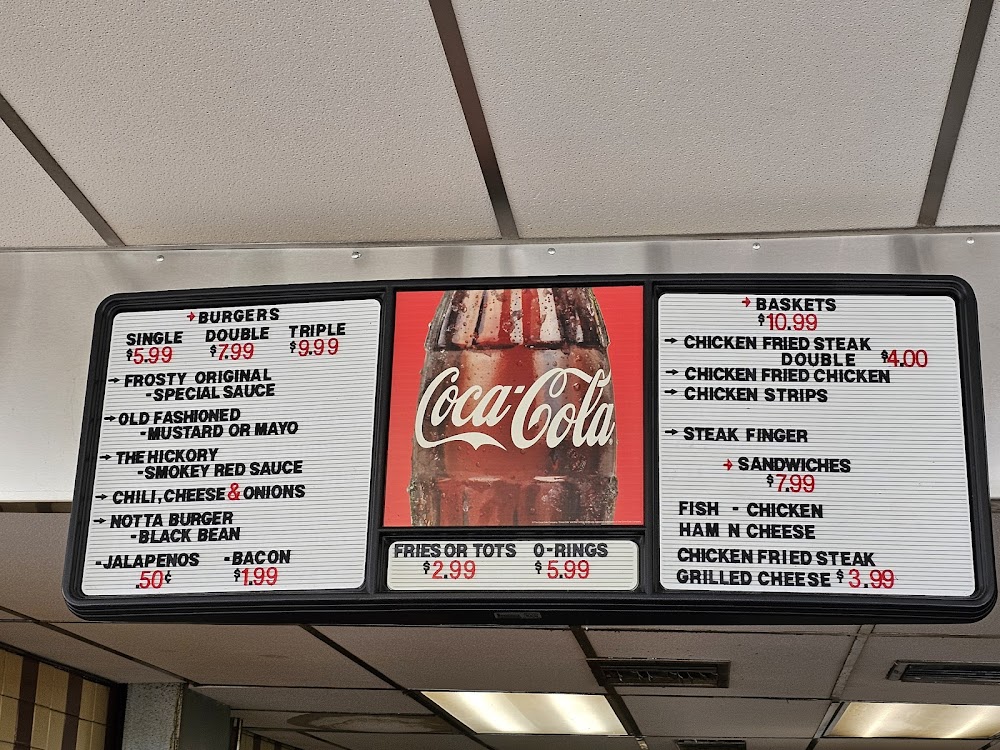 → BURGERS
SINGLE DOUBLE TRIPLE
$5.99 $7.99 $9.99
→ FROSTY ORIGINAL
-SPECIAL SAUCE
→ OLD FASHIONED
-MUSTARD OR MAYO
→ THE HICKORY
-SMOKEY RED SAUCE
→ CHILI, CHEESE & ONIONS
→ NOTTA BURGER
-BLACK BEAN
-JALAPENOS -BACON
.50¢ $1.99
Coca-Cola
FRIES OR TOTS O-RINGS
$2.99 $5.99
→ BASKETS
$10.99
→ CHICKEN FRIED STEAK
DOUBLE $4.00
→ CHICKEN FRIED CHICKEN
→ CHICKEN STRIPS
→ STEAK FINGER
→ SANDWICHES
$7.99
FISH - CHICKEN
HAM N CHEESE
CHICKEN FRIED STEAK
GRILLED CHEESE $3.99